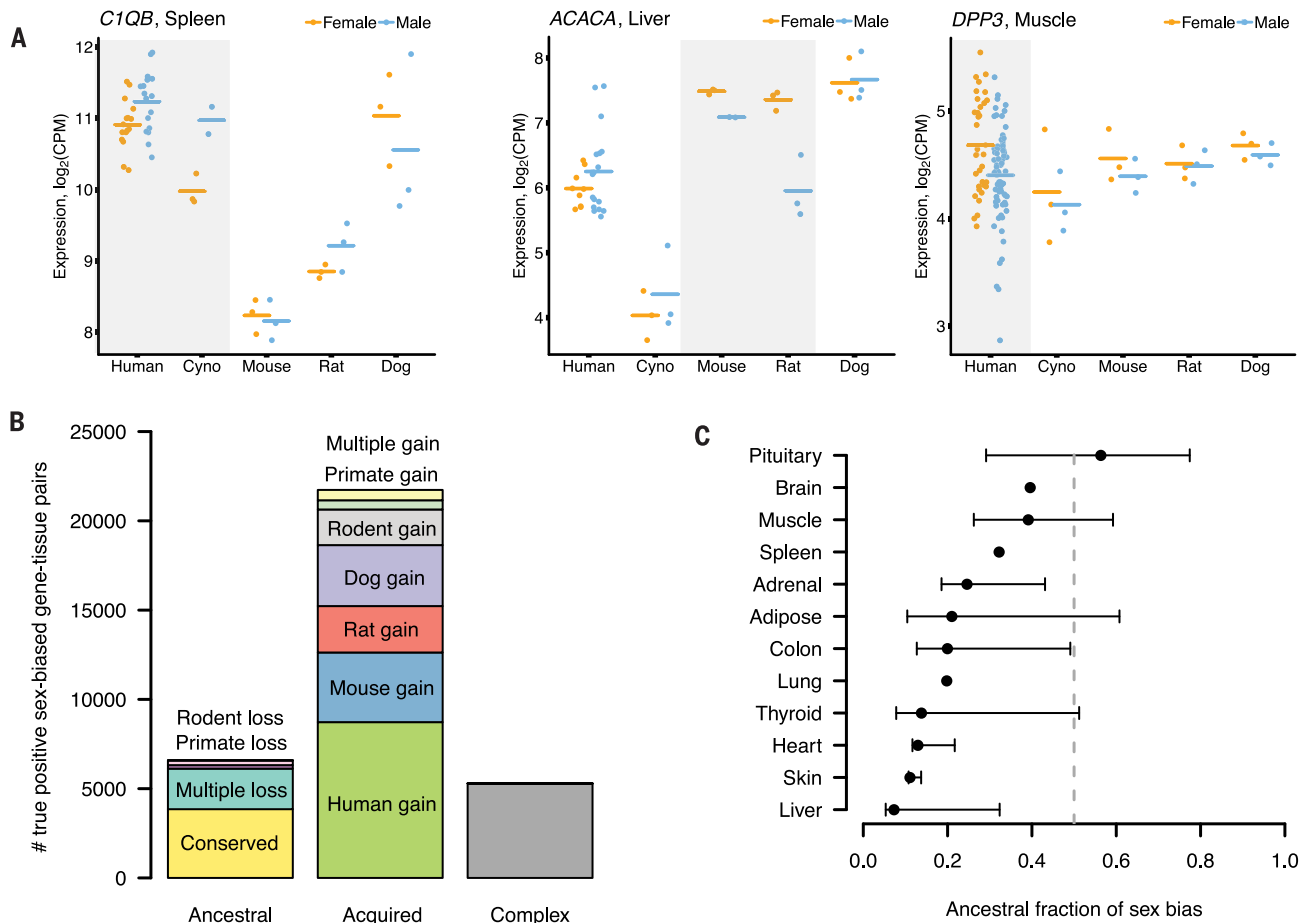 A
C1QB, Spleen
Female Male
Expression, log2(CPM)
12
11
10
9
8
Human Cyno Mouse Rat Dog
ACACA, Liver
Female Male
Expression, log2(CPM)
8
7
6
5
4
Human Cyno Mouse Rat Dog
DPP3, Muscle
Female Male
Expression, log2(CPM)
5
4
3
Human Cyno Mouse Rat Dog
B
# true positive sex-biased gene-tissue pairs
25000
20000
15000
10000
5000
0
Rodent loss
Primate loss
Multiple loss
Conserved
Multiple gain
Primate gain
Rodent gain
Dog gain
Rat gain
Mouse gain
Human gain
Ancestral Acquired Complex
C
Pituitary
Brain
Muscle
Spleen
Adrenal
Adipose
Colon
Lung
Thyroid
Heart
Skin
Liver
0.0 0.2 0.4 0.6 0.8 1.0
Ancestral fraction of sex bias